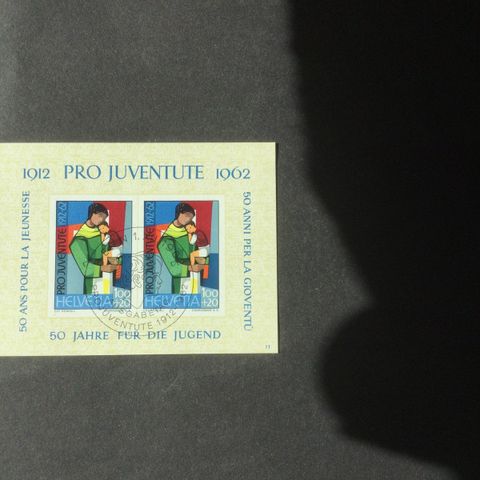 1912 PRO JUVENTUTE 1962
50 ANS POUR LA JEUNESSE
50 ANNI PER LA GIOVENTÙ
PRO JUVENTUTE 1912-62
HELVETIA 100+20
PRO JUVENTUTE 1912-62
HELVETIA 100+20
JUVENTUTE 1912
50 JAHRE FÜR DIE JUGEND